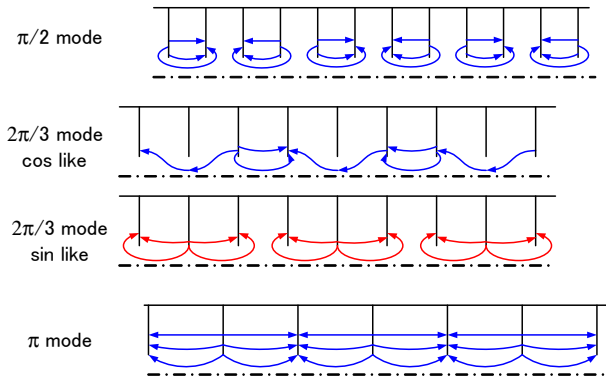 π/2 mode
2π/3 mode
cos like
2π/3 mode
sin like
π mode